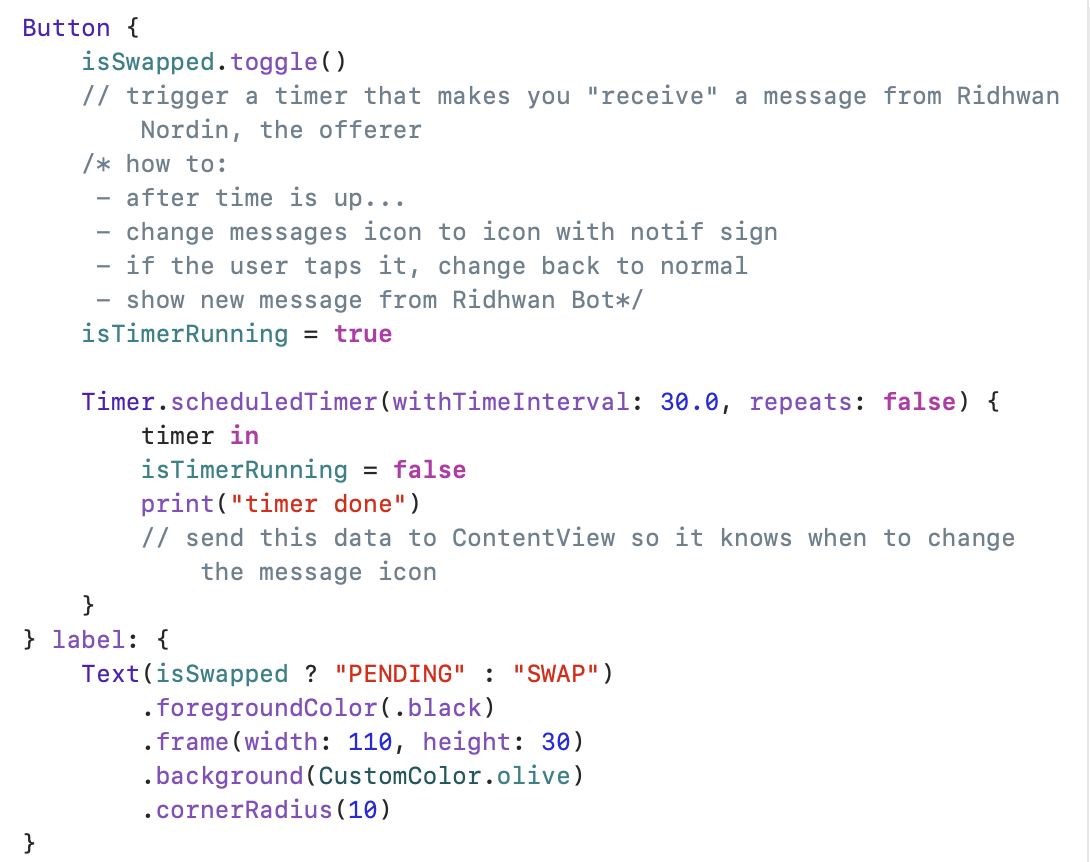 Button {
    isSwapped.toggle()
    // trigger a timer that makes you "receive" a message from Ridhwan
        Nordin, the offerer
    /* how to:
     - after time is up...
     - change messages icon to icon with notif sign
     - if the user taps it, change back to normal
     - show new message from Ridhwan Bot*/
    isTimerRunning = true

    Timer.scheduledTimer(withTimeInterval: 30.0, repeats: false) {
        timer in
        isTimerRunning = false
        print("timer done")
        // send this data to ContentView so it knows when to change
            the message icon
    }
} label: {
    Text(isSwapped ? "PENDING" : "SWAP")
        .foregroundColor(.black)
        .frame(width: 110, height: 30)
        .background(CustomColor.olive)
        .cornerRadius(10)
}